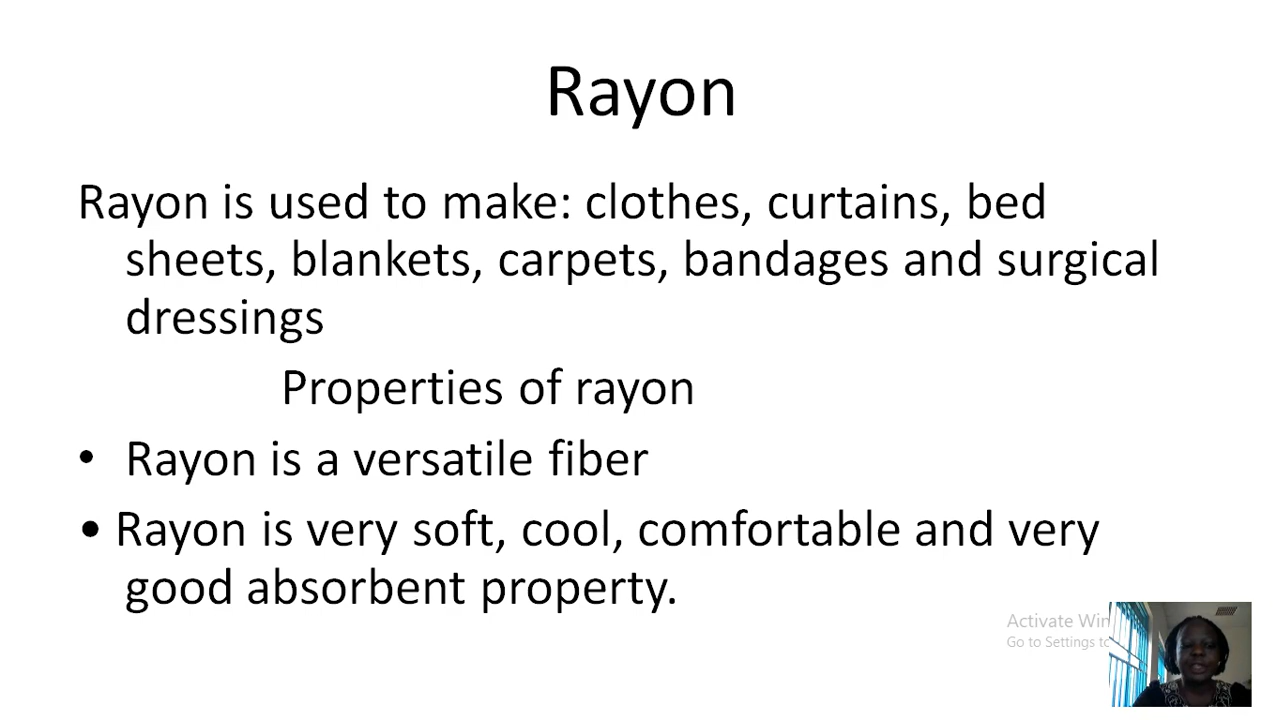 Rayon
Rayon is used to make: clothes, curtains, bed
sheets, blankets, carpets, bandages and surgical
dressings
Properties of rayon
• Rayon is a versatile fiber
• Rayon is very soft, cool, comfortable and very
good absorbent property.
Activate Win
Go to Settings to